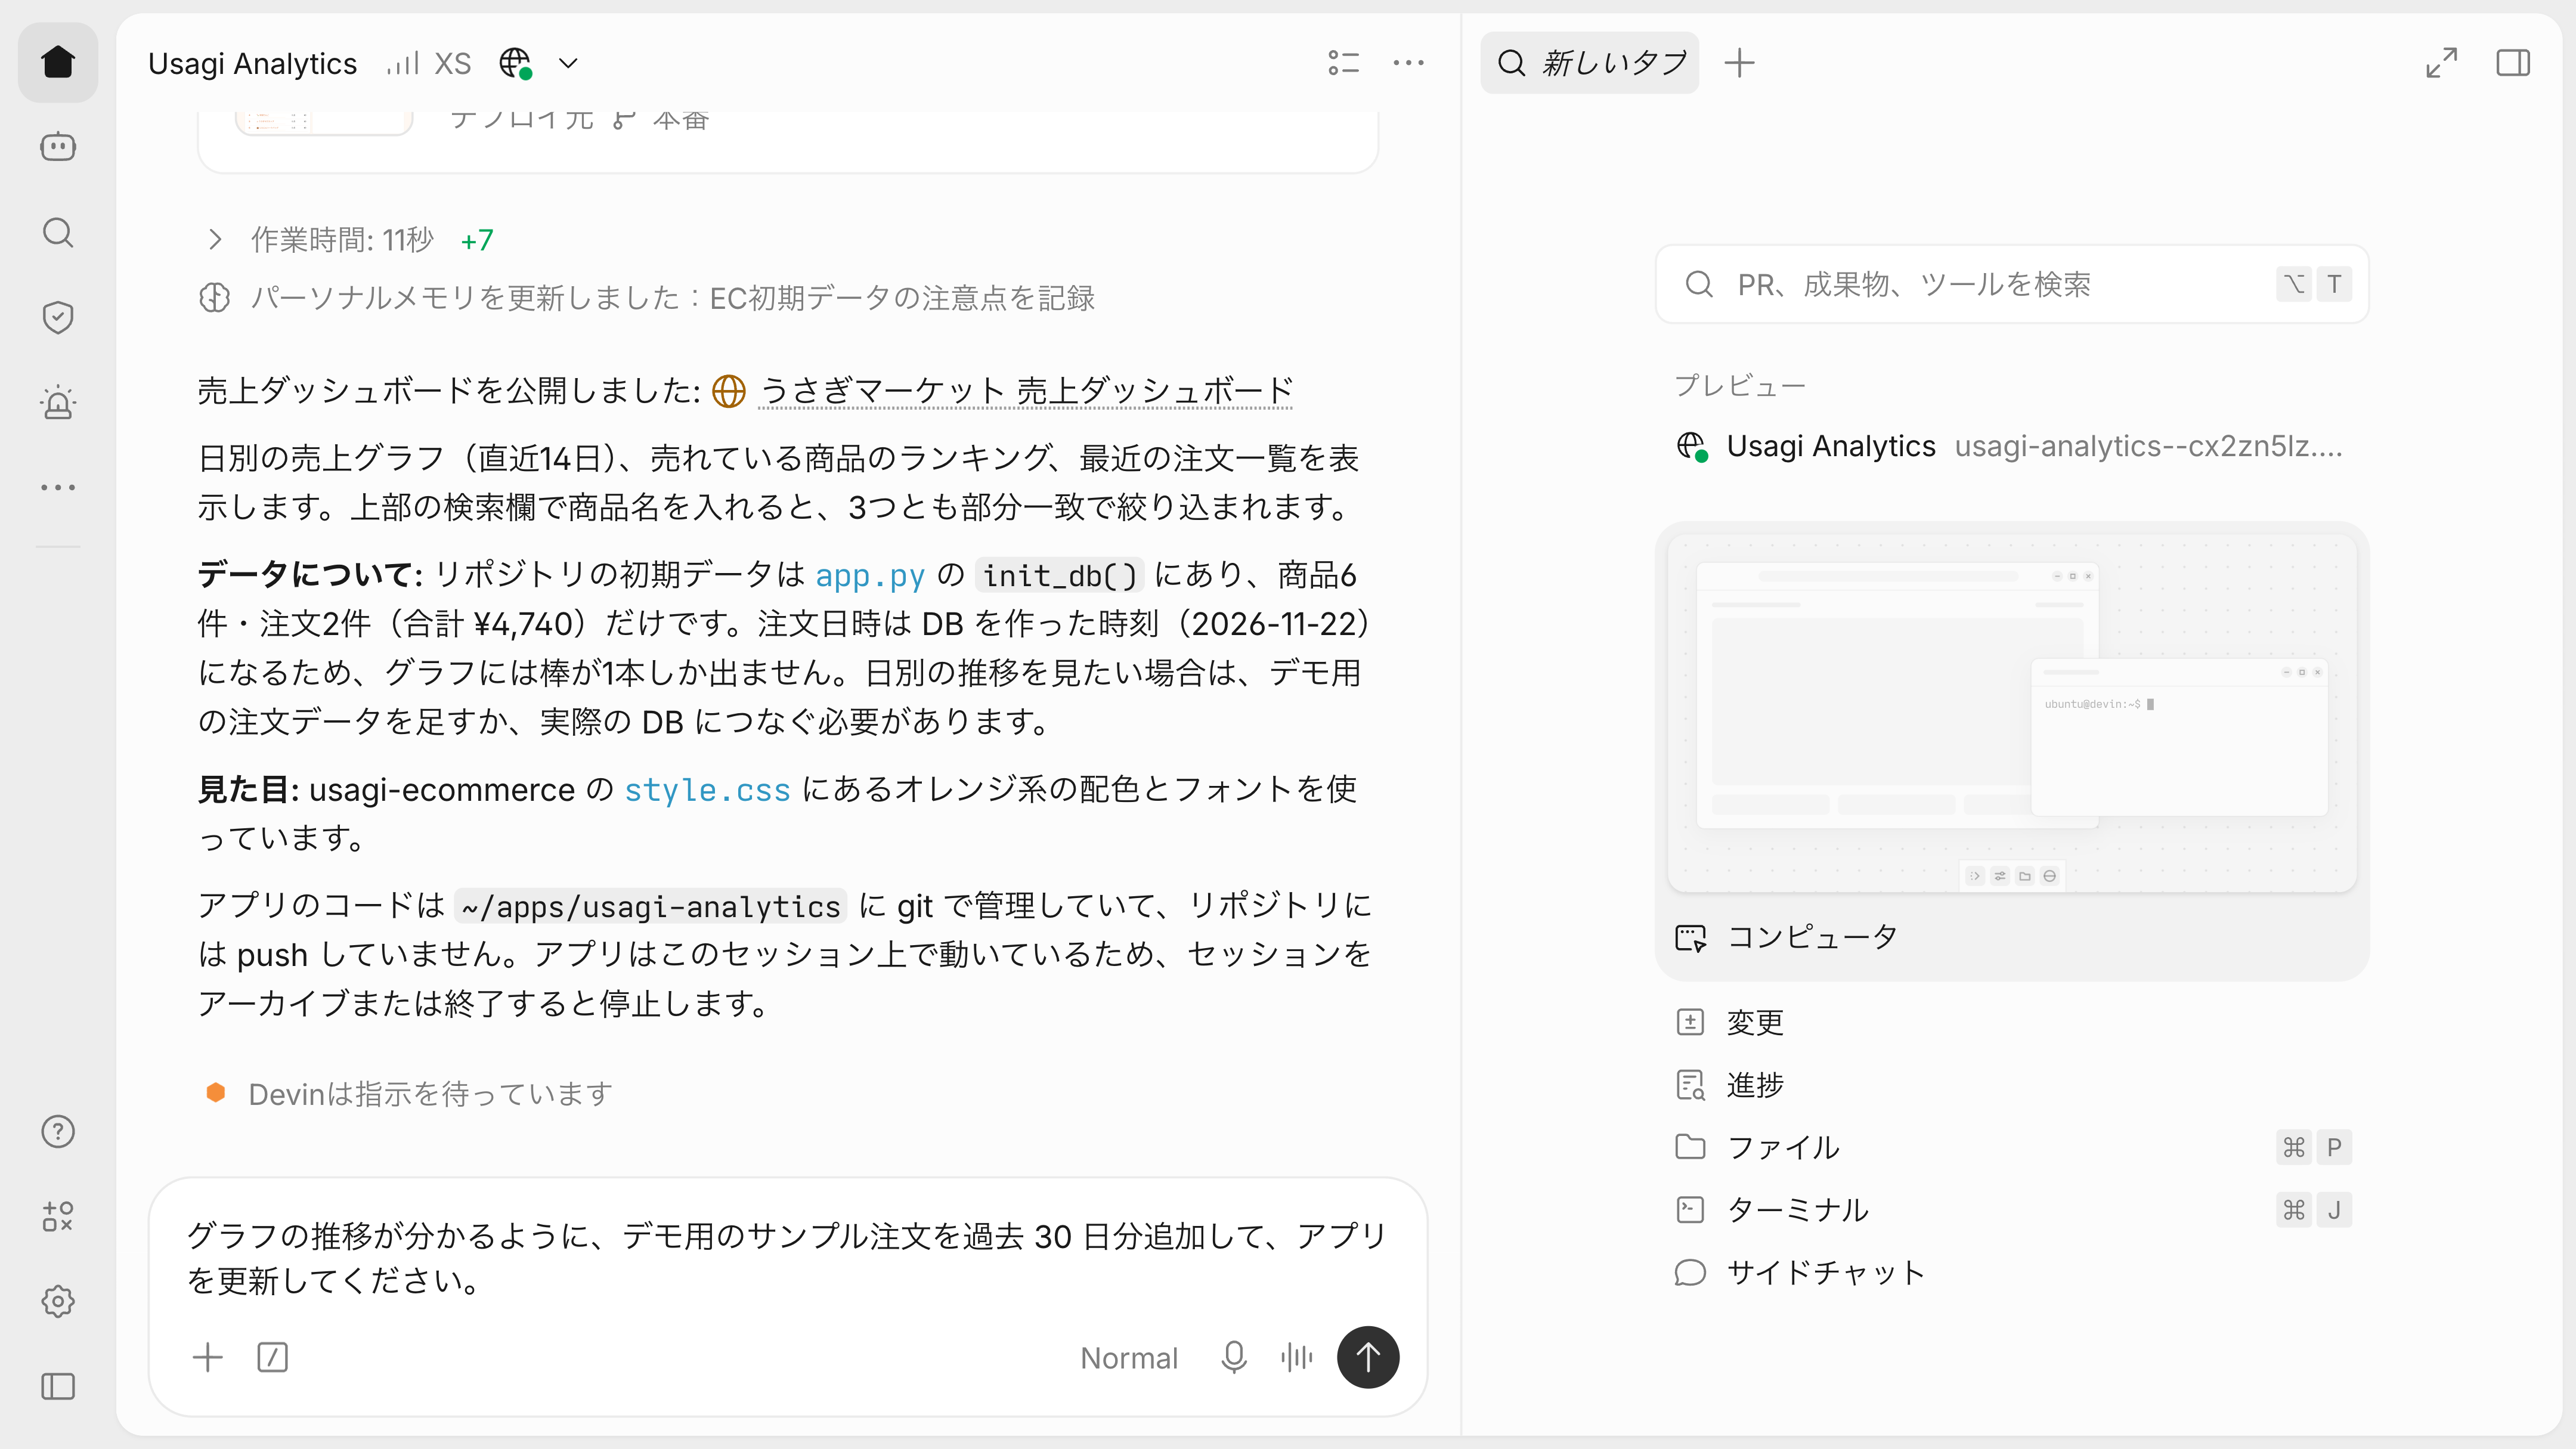 Usagi Analytics XS
デプロイ元 本番
作業時間: 11秒 +7
パーソナルメモリを更新しました：EC初期データの注意点を記録
売上ダッシュボードを公開しました: うさぎマーケット 売上ダッシュボード
日別の売上グラフ（直近14日）、売れている商品のランキング、最近の注文一覧を表
示します。上部の検索欄で商品名を入れると、3つとも部分一致で絞り込まれます。
データについて: リポジトリの初期データは app.py の init_db() にあり、商品6
件・注文2件（合計 ¥4,740）だけです。注文日時は DB を作った時刻（2026-11-22）
になるため、グラフには棒が1本しか出ません。日別の推移を見たい場合は、デモ用
の注文データを足すか、実際の DB につなぐ必要があります。
見た目: usagi-ecommerce の style.css にあるオレンジ系の配色とフォントを使
っています。
アプリのコードは ~/apps/usagi-analytics に git で管理していて、リポジトリに
は push していません。アプリはこのセッション上で動いているため、セッションを
アーカイブまたは終了すると停止します。
Devinは指示を待っています
グラフの推移が分かるように、デモ用のサンプル注文を過去 30 日分追加して、アプリ
を更新してください。
Normal
新しいタブ
PR、成果物、ツールを検索 ⌥ T
プレビュー
Usagi Analytics usagi-analytics--cx2zn5lz....
ubuntu@devin:~$
コンピュータ
変更
進捗
ファイル ⌘ P
ターミナル ⌘ J
サイドチャット